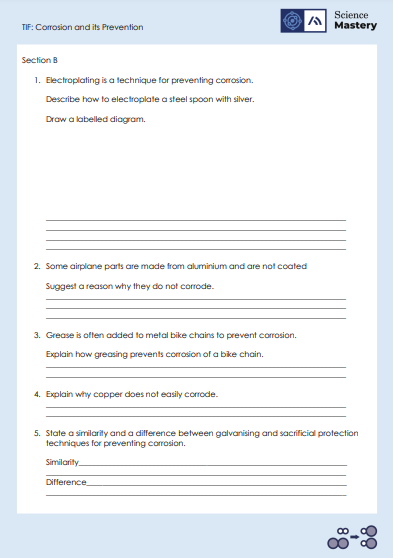 TIF: Corrosion and its Prevention
Science
Mastery
Section B
1. Electroplating is a technique for preventing corrosion.
Describe how to electroplate a steel spoon with silver.
Draw a labelled diagram.
2. Some airplane parts are made from aluminium and are not coated
Suggest a reason why they do not corrode.
3. Grease is often added to metal bike chains to prevent corrosion.
Explain how greasing prevents corrosion of a bike chain.
4. Explain why copper does not easily corrode.
5. State a similarity and a difference between galvanising and sacrificial protection
techniques for preventing corrosion.
Similarity
Difference